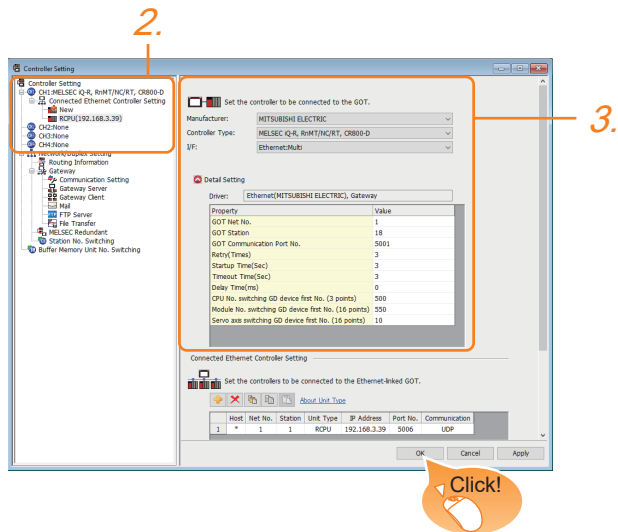 2.
Controller Setting
Controller Setting
CH1:MELSEC iQ-R, RnMT/NC/RT, CR800-D
Connected Ethernet Controller Setting
New
RCPU(192.168.3.39)
CH2:None
CH3:None
CH4:None
Network/Duplex Setting
Routing Information
Gateway
Communication Setting
Gateway Server
Gateway Client
Mail
FTP Server
File Transfer
MELSEC Redundant
Station No. Switching
Buffer Memory Unit No. Switching
3.
Set the controller to be connected to the GOT.
Manufacturer: MITSUBISHI ELECTRIC
Controller Type: MELSEC iQ-R, RnMT/NC/RT, CR800-D
I/F: Ethernet:Multi
Detail Setting
Driver: Ethernet(MITSUBISHI ELECTRIC), Gateway
Property Value
GOT Net No. 1
GOT Station 18
GOT Communication Port No. 5001
Retry(Times) 3
Startup Time(Sec) 3
Timeout Time(Sec) 3
Delay Time(ms) 0
CPU No. switching GD device first No. (3 points) 500
Module No. switching GD device first No. (16 points) 550
Servo axis switching GD device first No. (16 points) 10
Connected Ethernet Controller Setting
Set the controllers to be connected to the Ethernet-linked GOT.
About Unit Type
Host Net No. Station Unit Type IP Address Port No. Communication
1 * 1 1 RCPU 192.168.3.39 5006 UDP
OK Cancel Apply
Click!